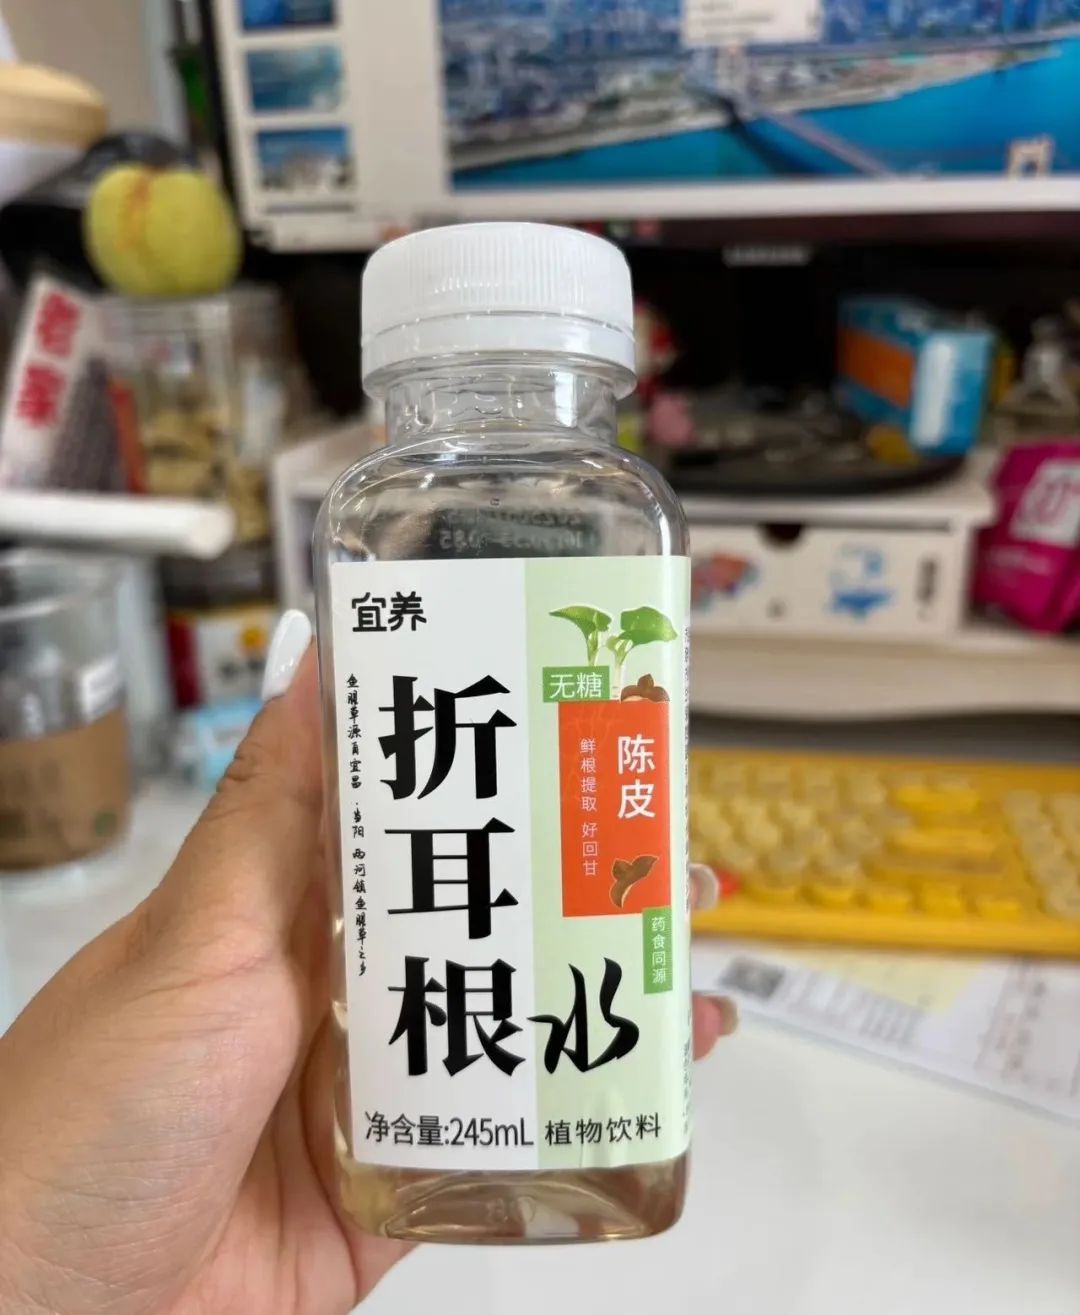 宜养
鱼腥草源自宜昌·当阳 两河镇鱼腥草之乡
折耳根水
无糖
陈皮
鲜根提取 好回甘
药食同源
净含量:245mL
植物饮料